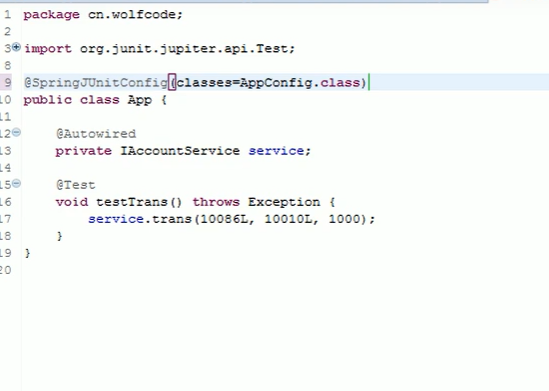 1 package cn.wolfcode;
2
3 import org.junit.jupiter.api.Test;
8
9 @SpringJUnitConfig(classes=AppConfig.class)
10 public class App {
11
12 @Autowired
13 private IAccountService service;
14
15 @Test
16 void testTrans() throws Exception {
17 service.trans(10086L, 10010L, 1000);
18 }
19 }
20